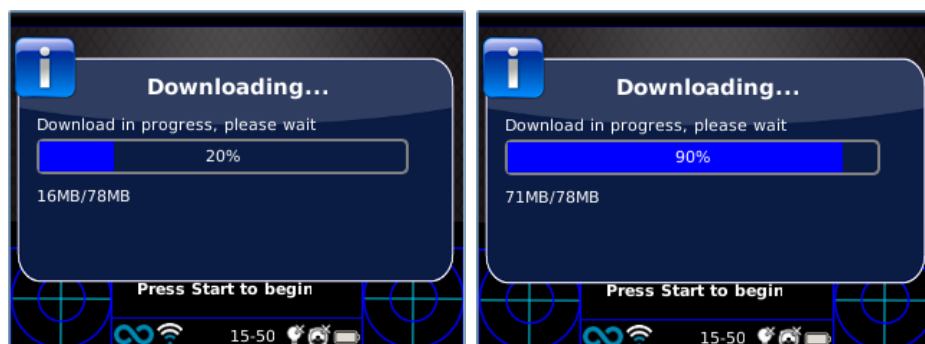 Downloading...
Download in progress, please wait
20%
16MB/78MB
Press Start to begin
15-50
Downloading...
Download in progress, please wait
90%
71MB/78MB
Press Start to begin
15-50